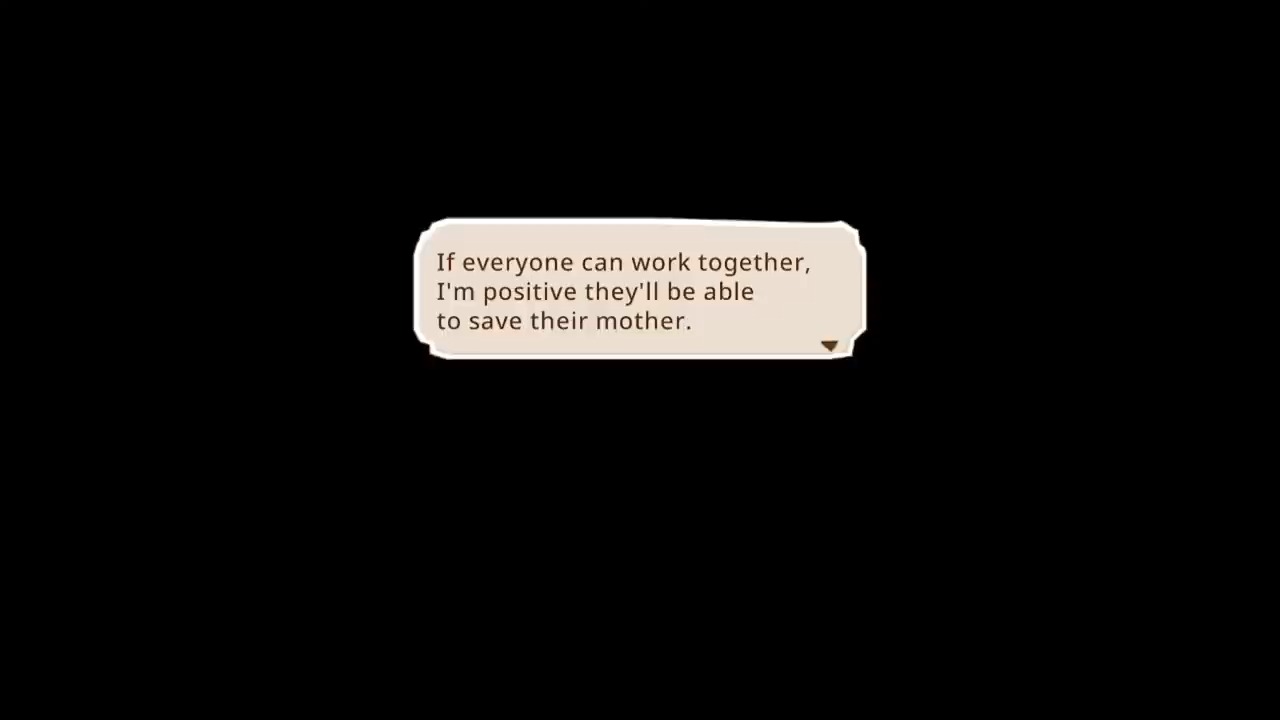 If everyone can work together,
I'm positive they'll be able
to save their mother.